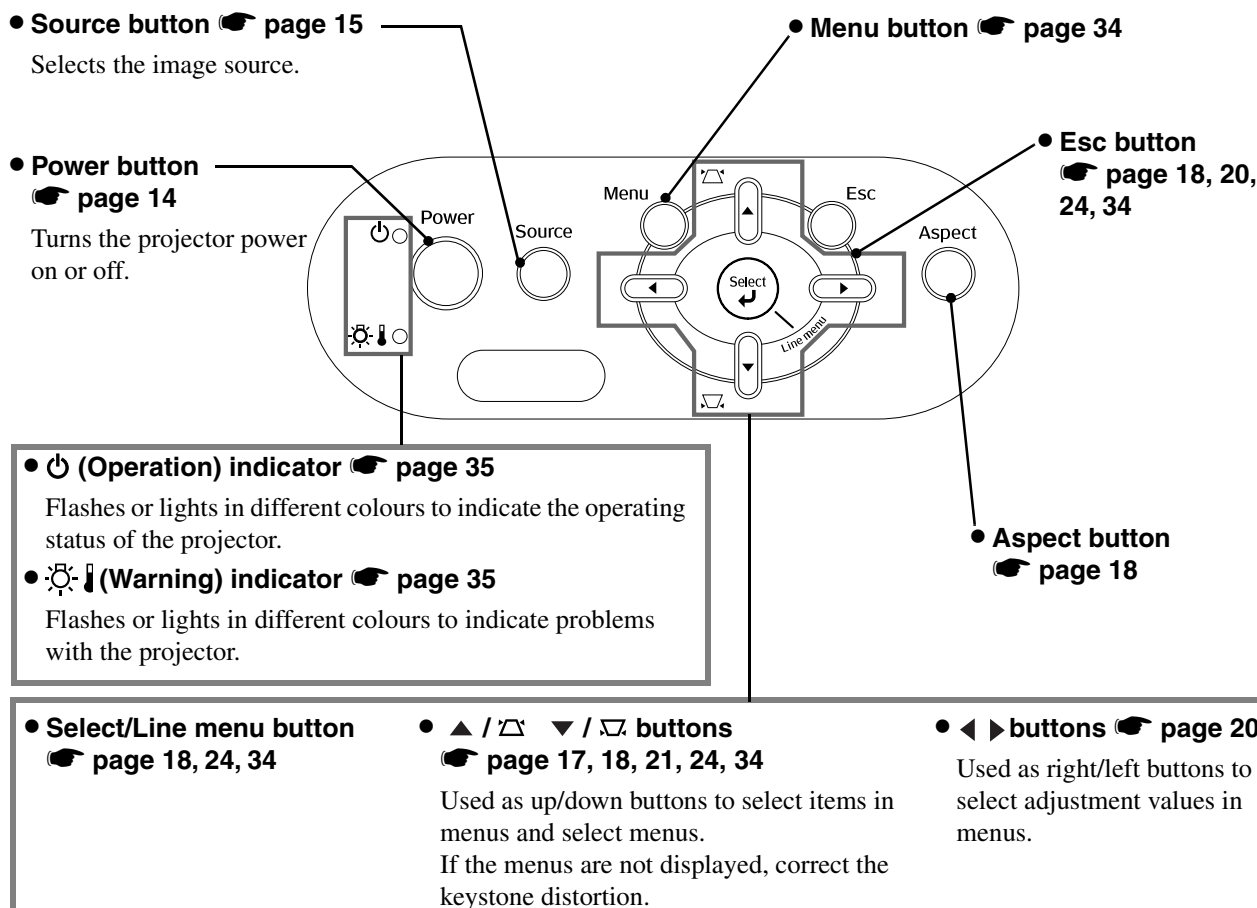 ● Source button ☛ page 15
Selects the image source.
● Menu button ☛ page 34
● Power button
☛ page 14
Turns the projector power
on or off.
● Esc button
☛ page 18, 20,
24, 34
Menu
Esc
Power
Source
Aspect
Select
Line menu
● Aspect button
☛ page 18
● ⏻ (Operation) indicator ☛ page 35
Flashes or lights in different colours to indicate the operating
status of the projector.
● (Warning) indicator ☛ page 35
Flashes or lights in different colours to indicate problems
with the projector.
● Select/Line menu button
☛ page 18, 24, 34
● ▲ / ▼ / buttons
☛ page 17, 18, 21, 24, 34
Used as up/down buttons to select items in
menus and select menus.
If the menus are not displayed, correct the
keystone distortion.
● ◀ ▶ buttons ☛ page 20
Used as right/left buttons to
select adjustment values in
menus.